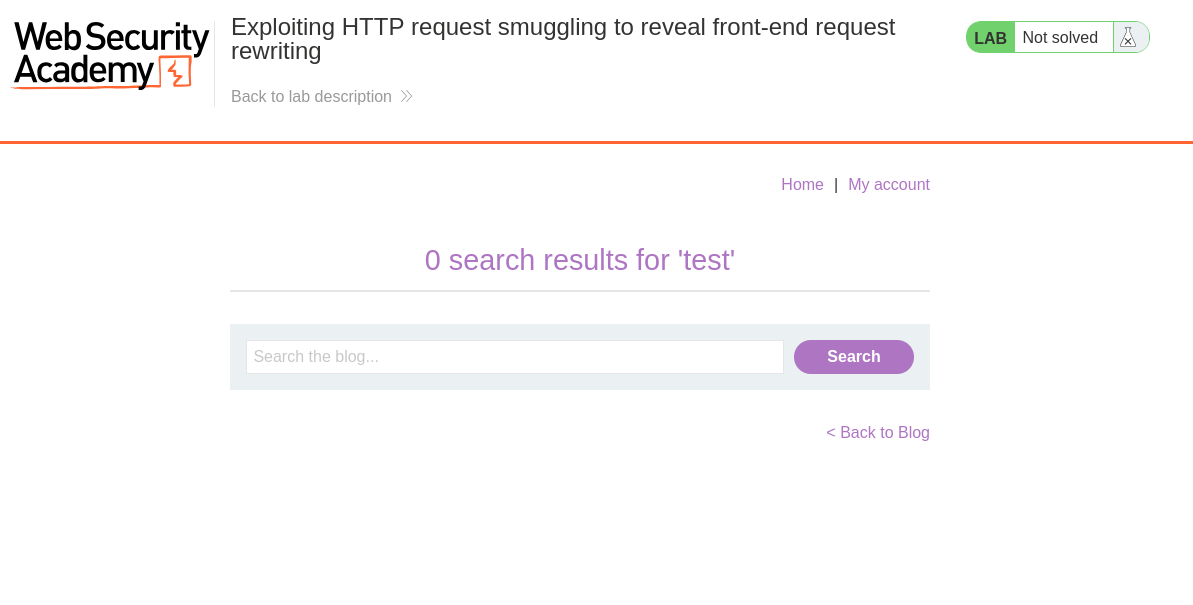 Web Security
Academy
Exploiting HTTP request smuggling to reveal front-end request
rewriting
Back to lab description
LAB Not solved
Home | My account
0 search results for 'test'
Search the blog...
Search
< Back to Blog